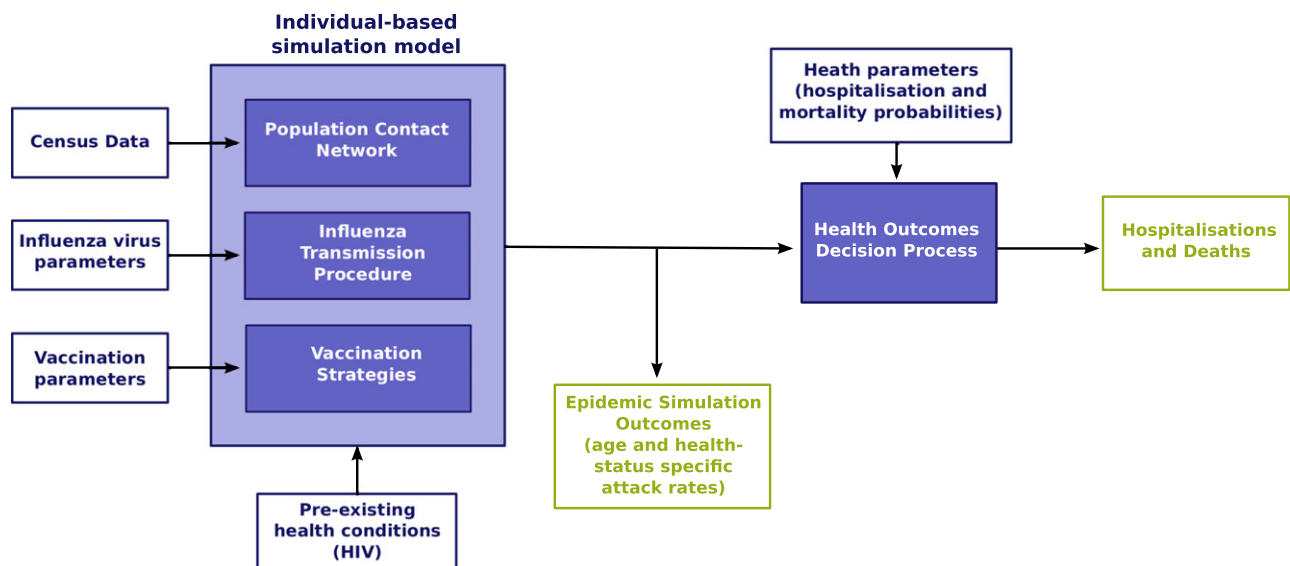 Individual-based
simulation model
Census Data
Population Contact
Network
Influenza virus
parameters
Influenza
Transmission
Procedure
Vaccination
parameters
Vaccination
Strategies
Pre-existing
health conditions
(HIV)
Epidemic Simulation
Outcomes
(age and health-
status specific
attack rates)
Heath parameters
(hospitalisation and
mortality probabilities)
Health Outcomes
Decision Process
Hospitalisations
and Deaths